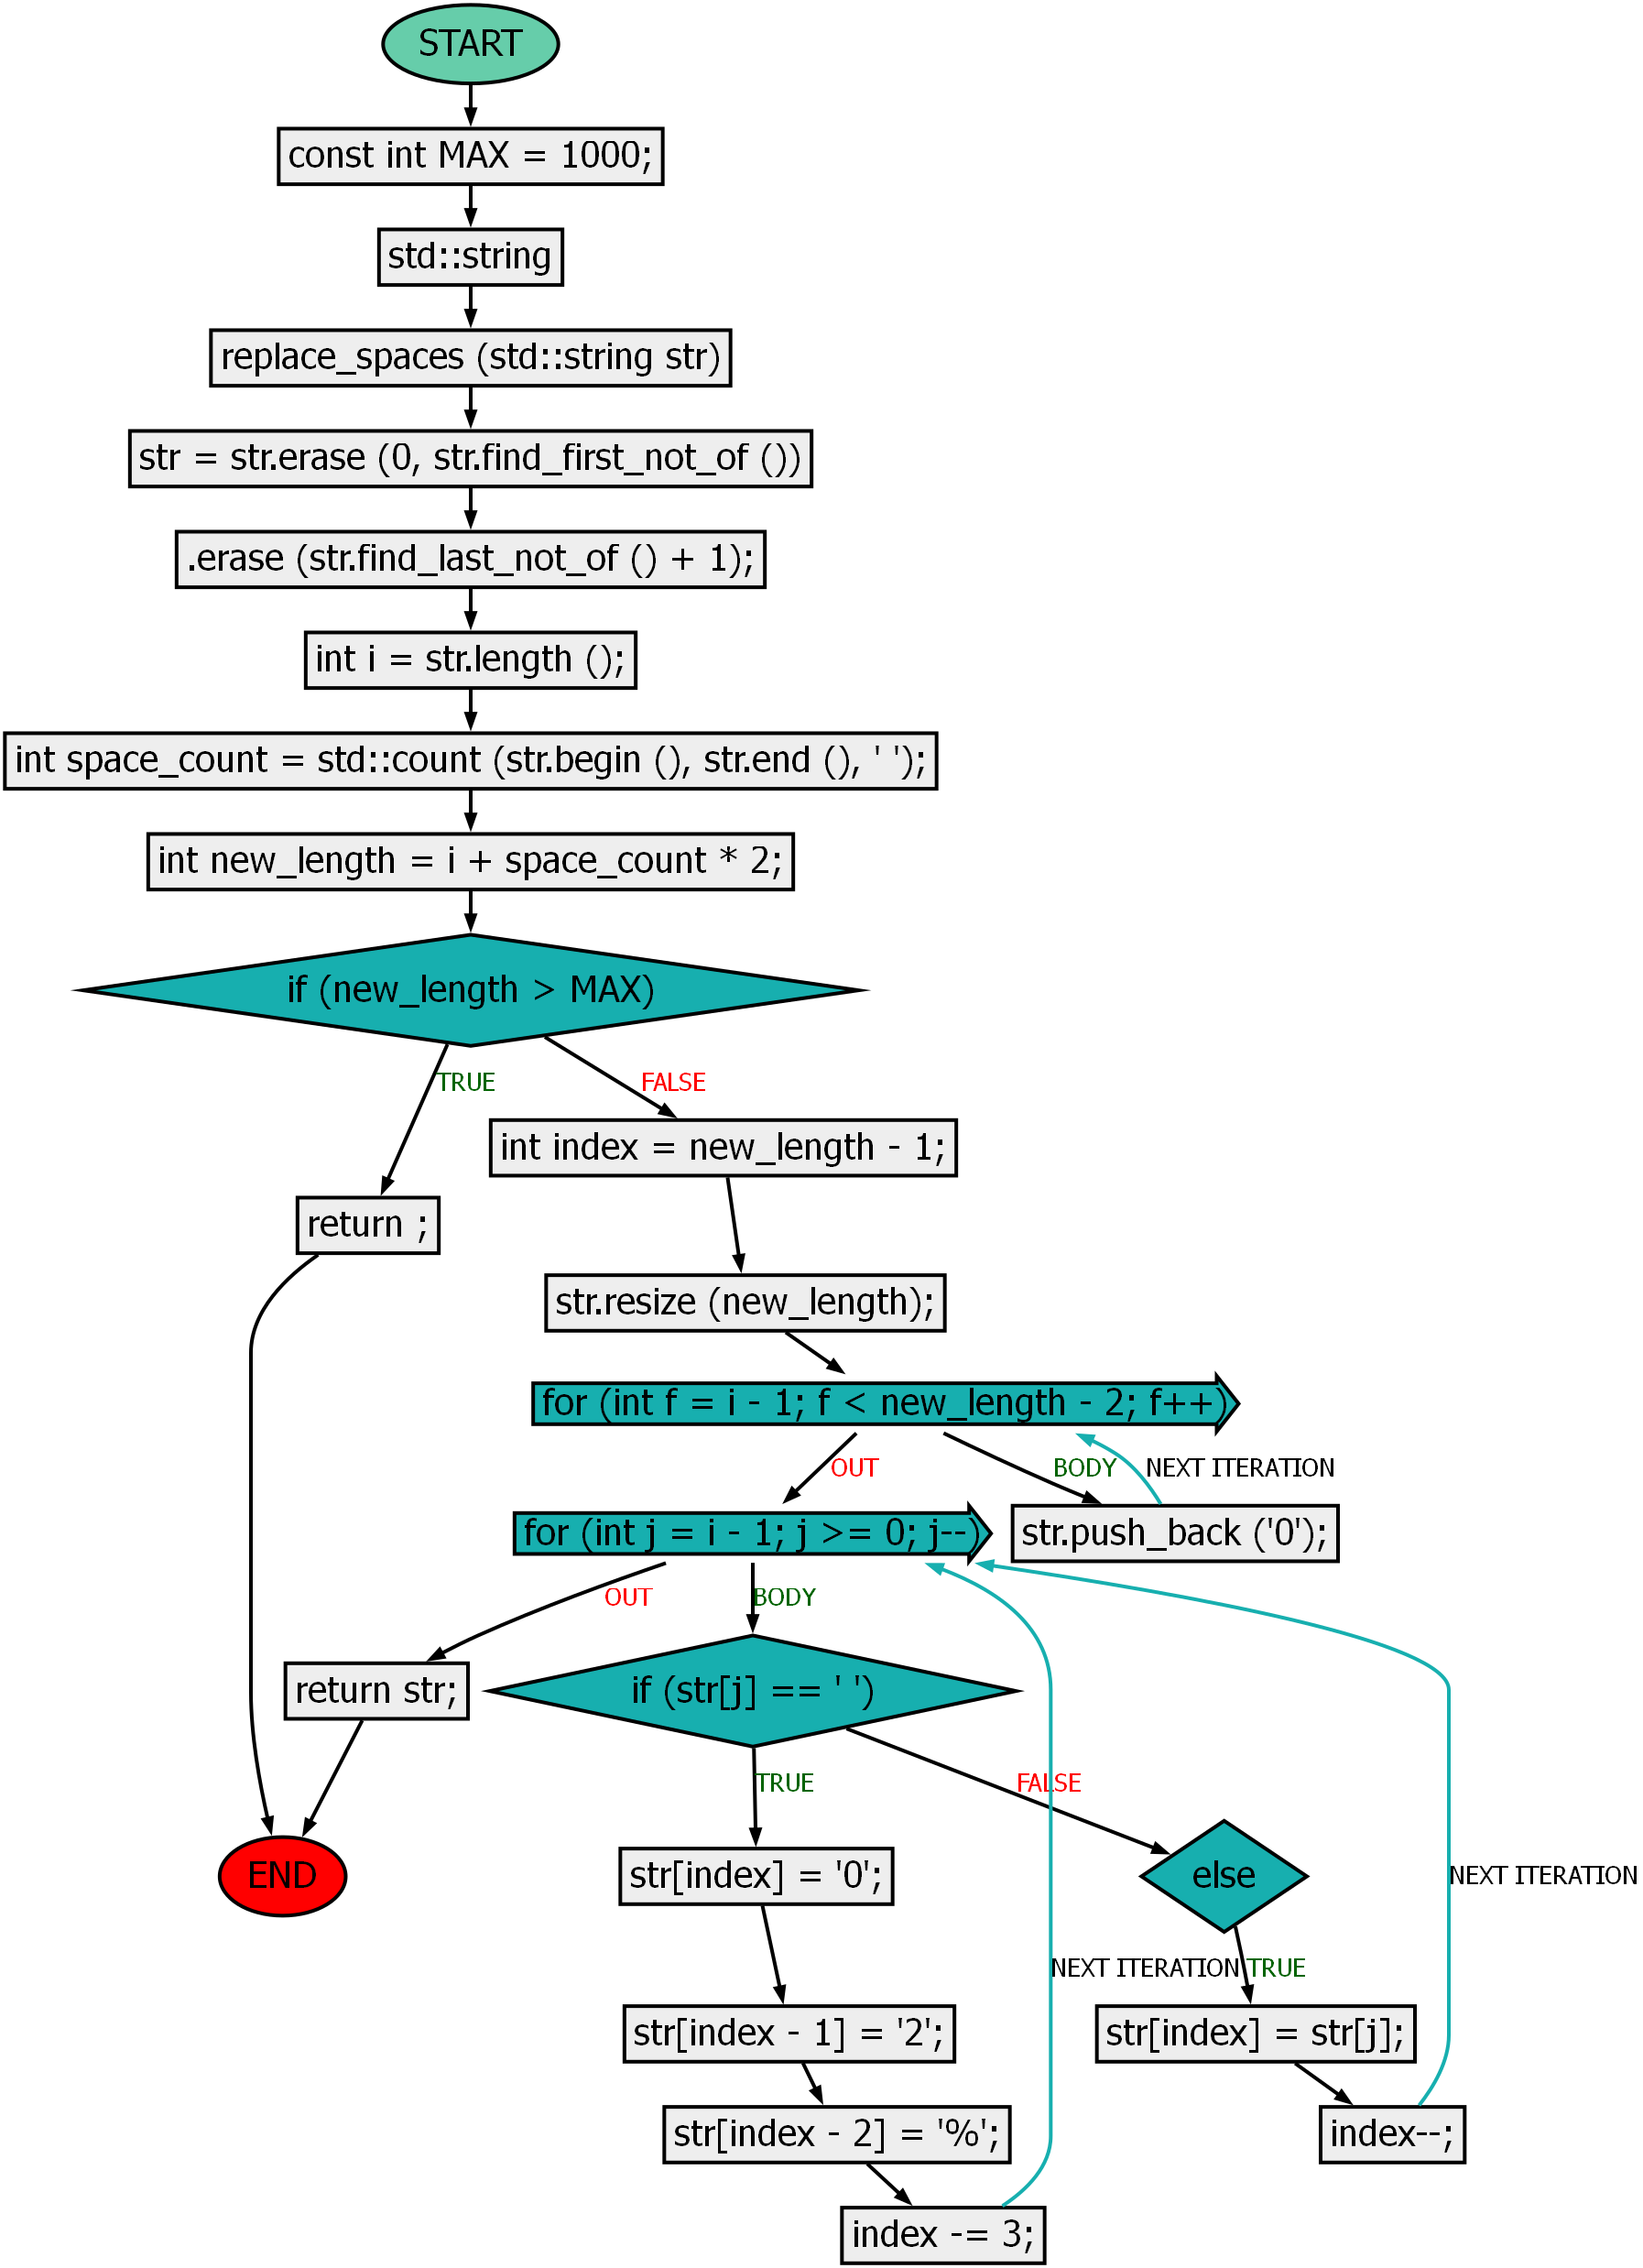 START
const int MAX = 1000;
std::string
replace_spaces (std::string str)
str = str.erase (0, str.find_first_not_of ())
.erase (str.find_last_not_of () + 1);
int i = str.length ();
int space_count = std::count (str.begin (), str.end (), ' ');
int new_length = i + space_count * 2;
if (new_length > MAX)
TRUE
FALSE
int index = new_length - 1;
return ;
str.resize (new_length);
for (int f = i - 1; f < new_length - 2; f++)
OUT
BODY
NEXT ITERATION
for (int j = i - 1; j >= 0; j--)
str.push_back ('0');
OUT
BODY
return str;
if (str[j] == ' ')
TRUE
FALSE
END
str[index] = '0';
else
NEXT ITERATION
NEXT ITERATION
TRUE
str[index - 1] = '2';
str[index] = str[j];
str[index - 2] = '%';
index--;
index -= 3;